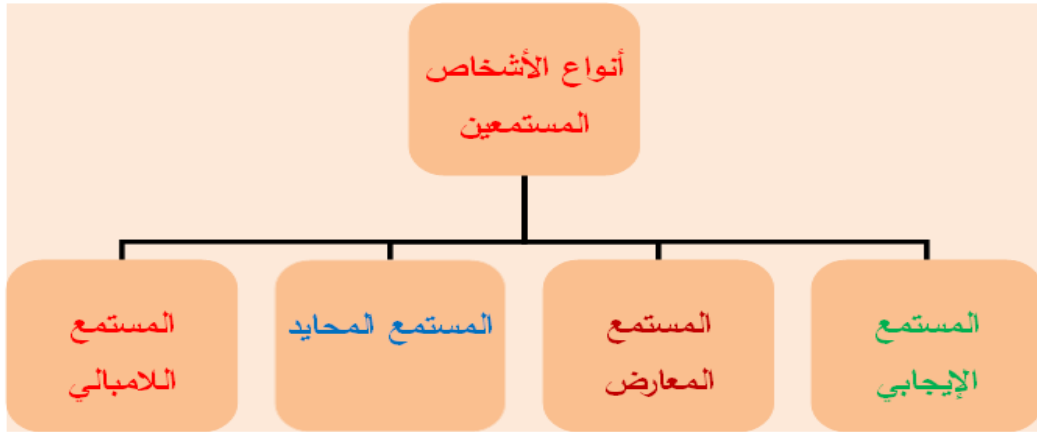 أنواع الأشخاص
المستمعين
المستمع
الإيجابي
المستمع
المعارض
المستمع المحايد
المستمع
اللامبالي